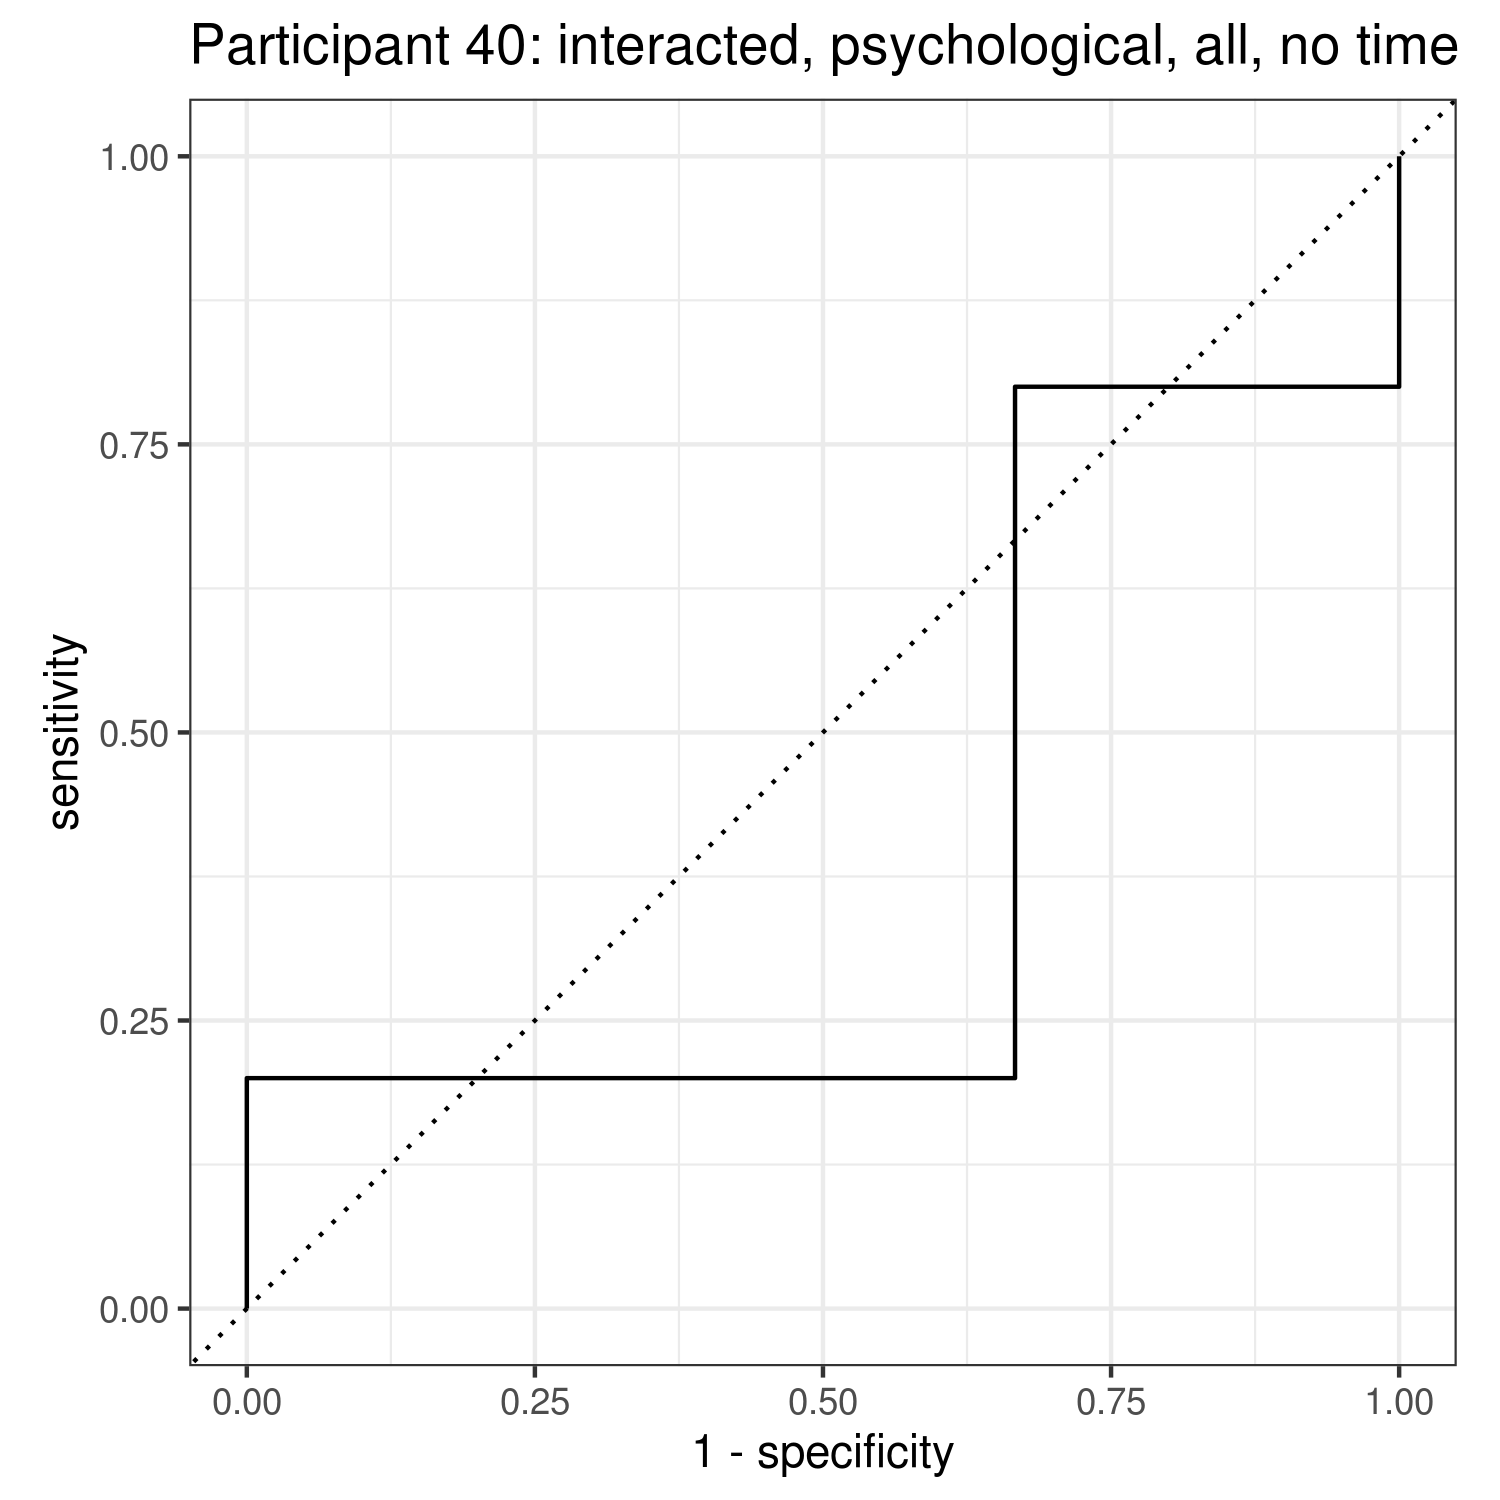 Participant 40: interacted, psychological, all, no time
1.00
0.75
0.50
0.25
0.00
sensitivity
0.00 0.25 0.50 0.75 1.00
1 - specificity